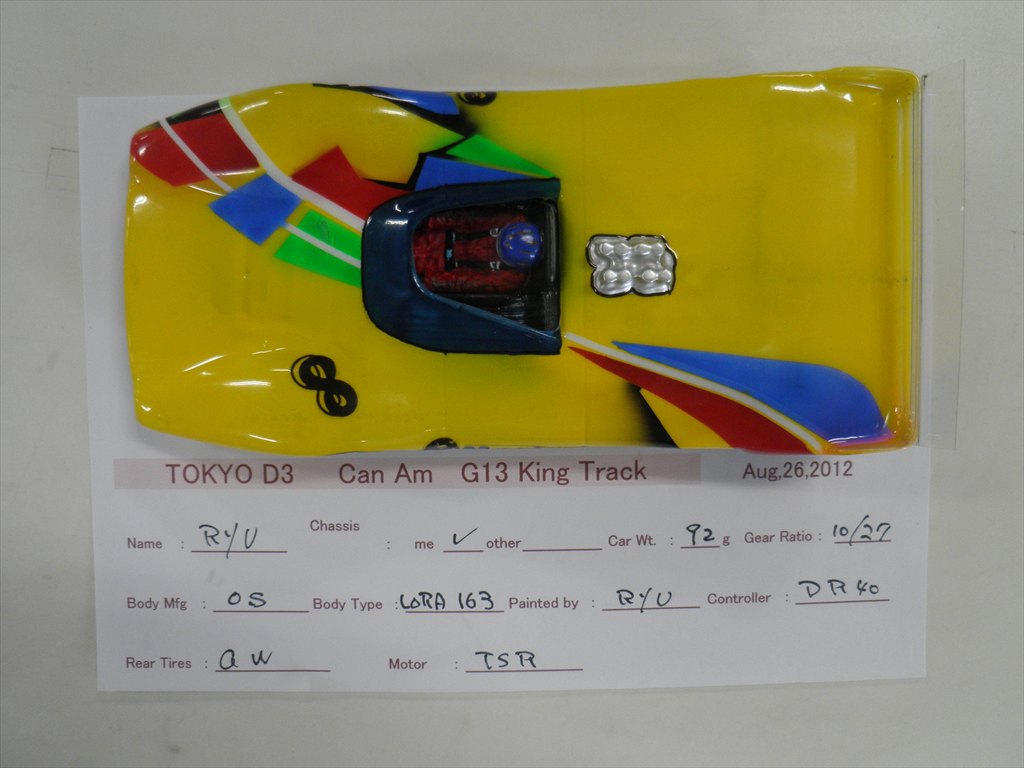 8
TOKYO D3 Can Am G13 King Track Aug,26,2012
Name : RYU Chassis : me ✓ other Car Wt. : 92 g Gear Ratio : 10/27
Body Mfg : OS Body Type : LORA 163 Painted by : RYU Controller : DR40
Rear Tires : QW Motor : TSR